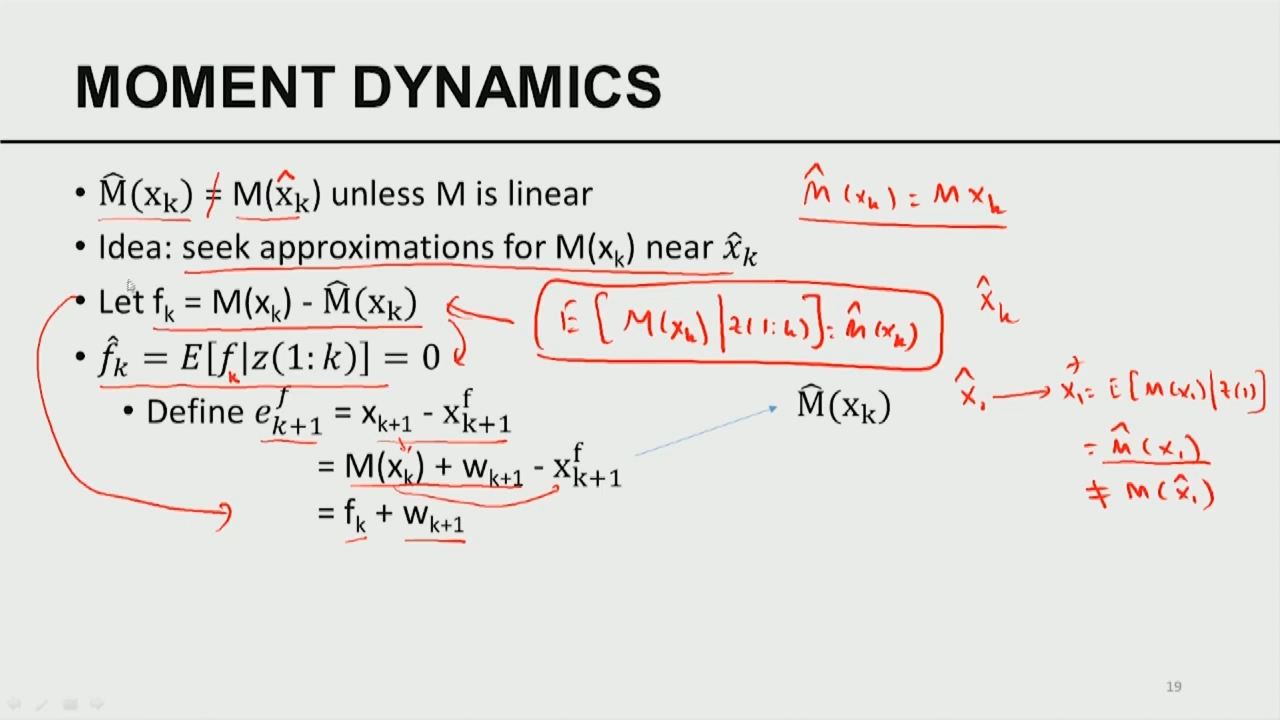 MOMENT DYNAMICS
• M̂(xₖ) ≠ M(x̂ₖ) unless M is linear
M̂(xₖ) = M xₖ
• Idea: seek approximations for M(xₖ) near x̂ₖ
• Let fₖ = M(xₖ) - M̂(xₖ)
E[M(xₖ)|z(1:k)] = M̂(xₖ)
x̂ₖ
• f̂ₖ = E[fₖ|z(1:k)] = 0
• Define e^f_{k+1} = x_{k+1} - x^f_{k+1}
M̂(xₖ)
x̂₁ → x₁^f = E[M(x₁)|z(1)]
= M(xₖ) + w_{k+1} - x^f_{k+1}
= M̂(x₁)
≠ M(x̂₁)
= fₖ + w_{k+1}
19